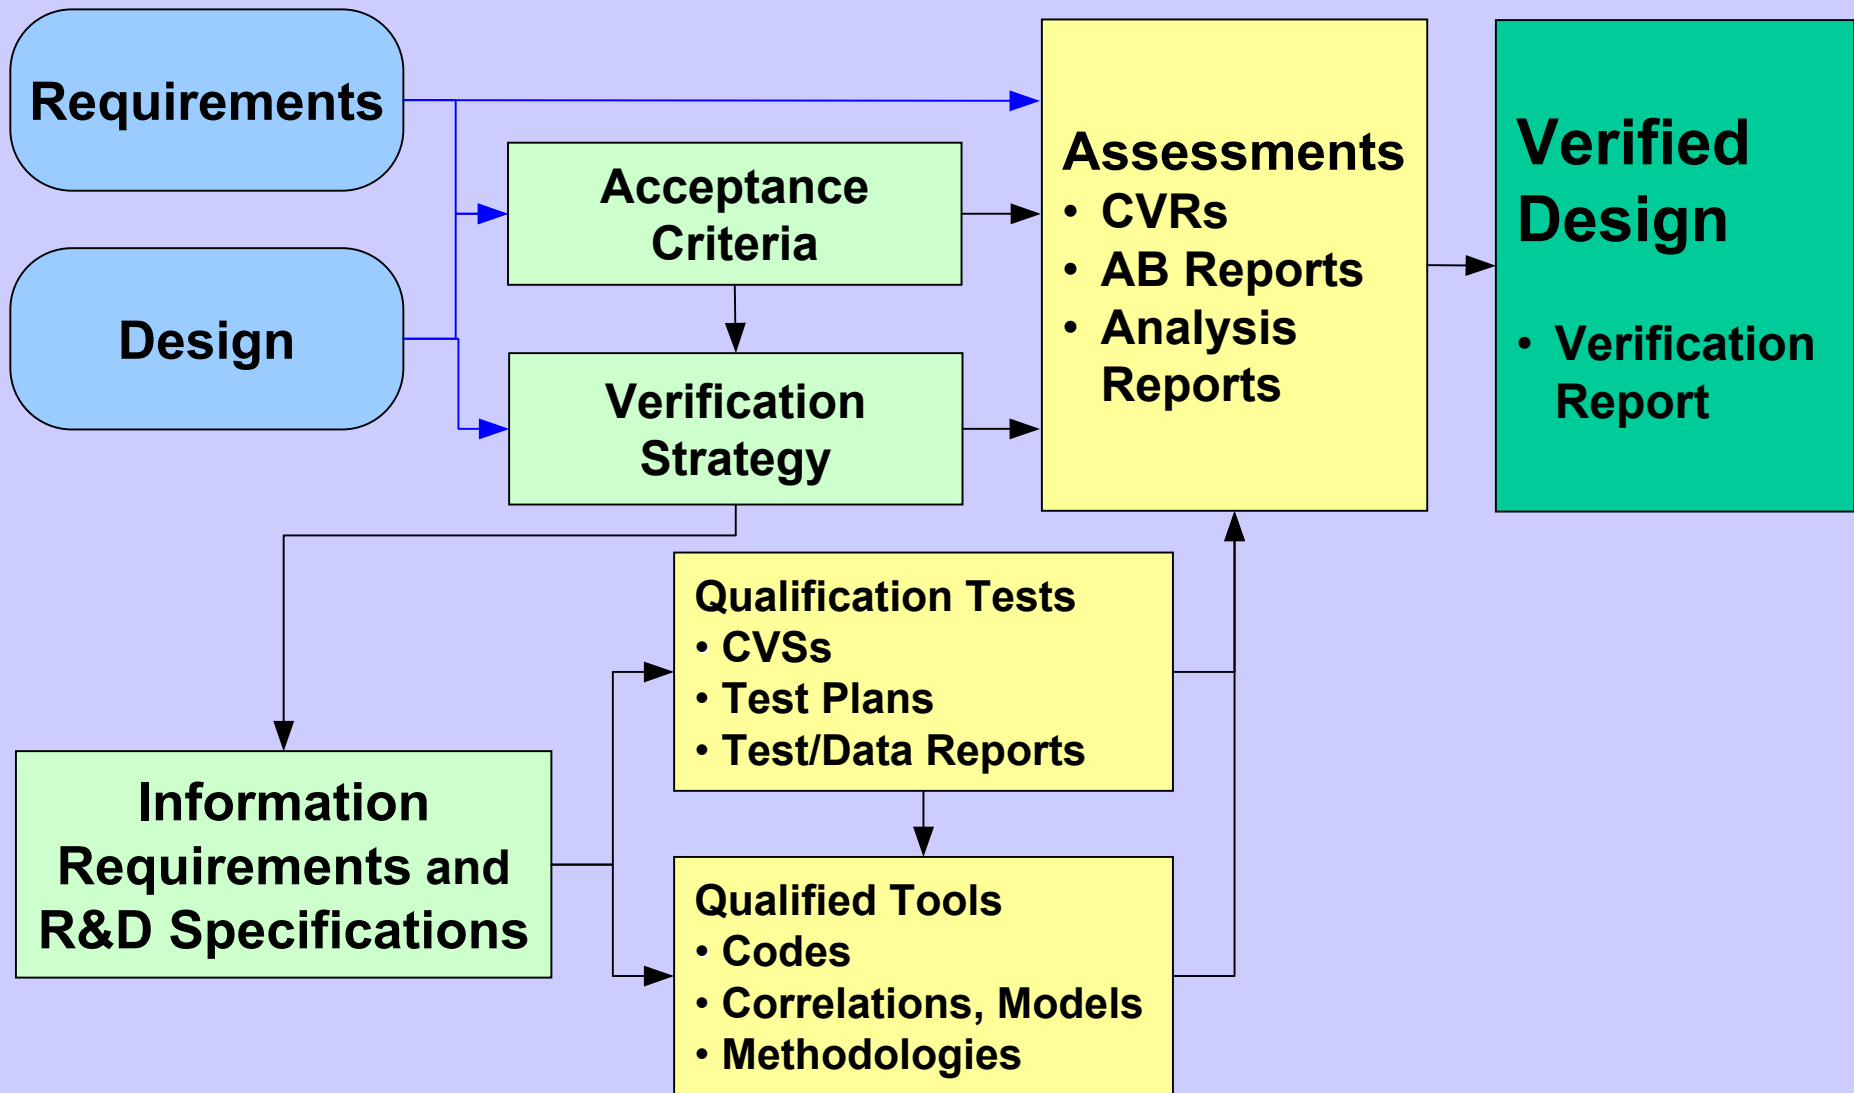 Requirements
Design
Acceptance
Criteria
Verification
Strategy
Assessments
• CVRs
• AB Reports
• Analysis
Reports
Verified
Design
• Verification
Report
Information
Requirements and
R&D Specifications
Qualification Tests
• CVSs
• Test Plans
• Test/Data Reports
Qualified Tools
• Codes
• Correlations, Models
• Methodologies